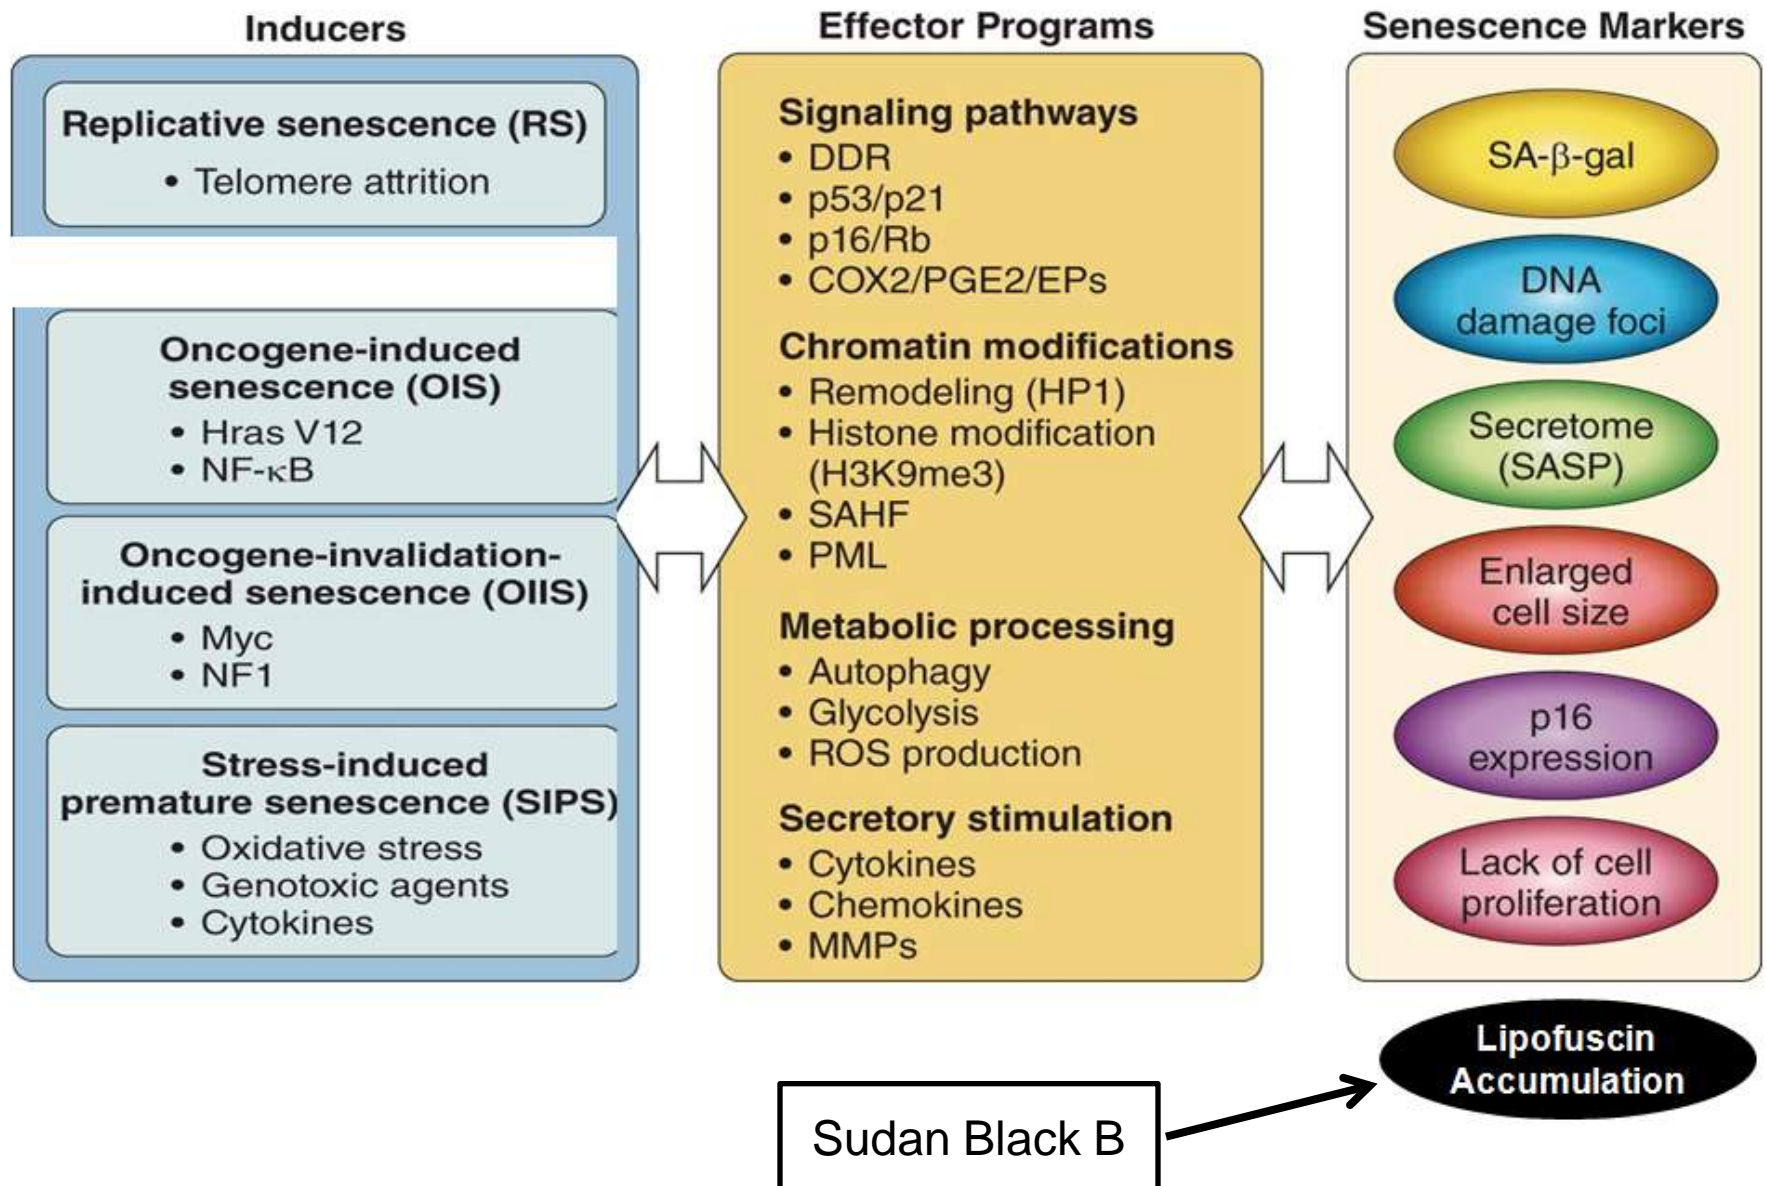 Inducers
Replicative senescence (RS)
• Telomere attrition
Oncogene-induced
senescence (OIS)
• Hras V12
• NF-κB
Oncogene-invalidation-
induced senescence (OIIS)
• Myc
• NF1
Stress-induced
premature senescence (SIPS)
• Oxidative stress
• Genotoxic agents
• Cytokines
Effector Programs
Signaling pathways
• DDR
• p53/p21
• p16/Rb
• COX2/PGE2/EPs
Chromatin modifications
• Remodeling (HP1)
• Histone modification
(H3K9me3)
• SAHF
• PML
Metabolic processing
• Autophagy
• Glycolysis
• ROS production
Secretory stimulation
• Cytokines
• Chemokines
• MMPs
Senescence Markers
SA-β-gal
DNA
damage foci
Secretome
(SASP)
Enlarged
cell size
p16
expression
Lack of cell
proliferation
Lipofuscin
Accumulation
Sudan Black B